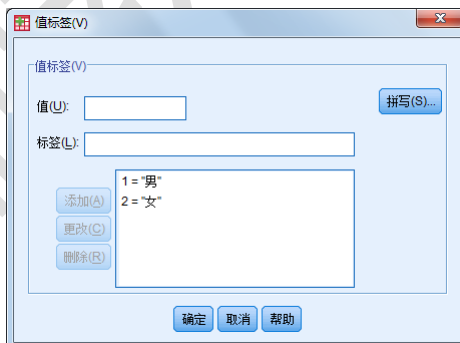 值标签(V)
值标签(V)
值(U):
拼写(S)...
标签(L):
1 = "男"
2 = "女"
添加(A)
更改(C)
删除(R)
确定 取消 帮助